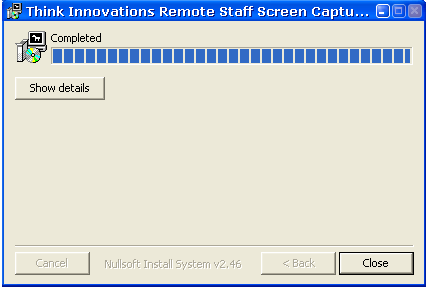 Think Innovations Remote Staff Screen Captu...
Completed
Show details
Cancel
Nullsoft Install System v2.46
< Back
Close